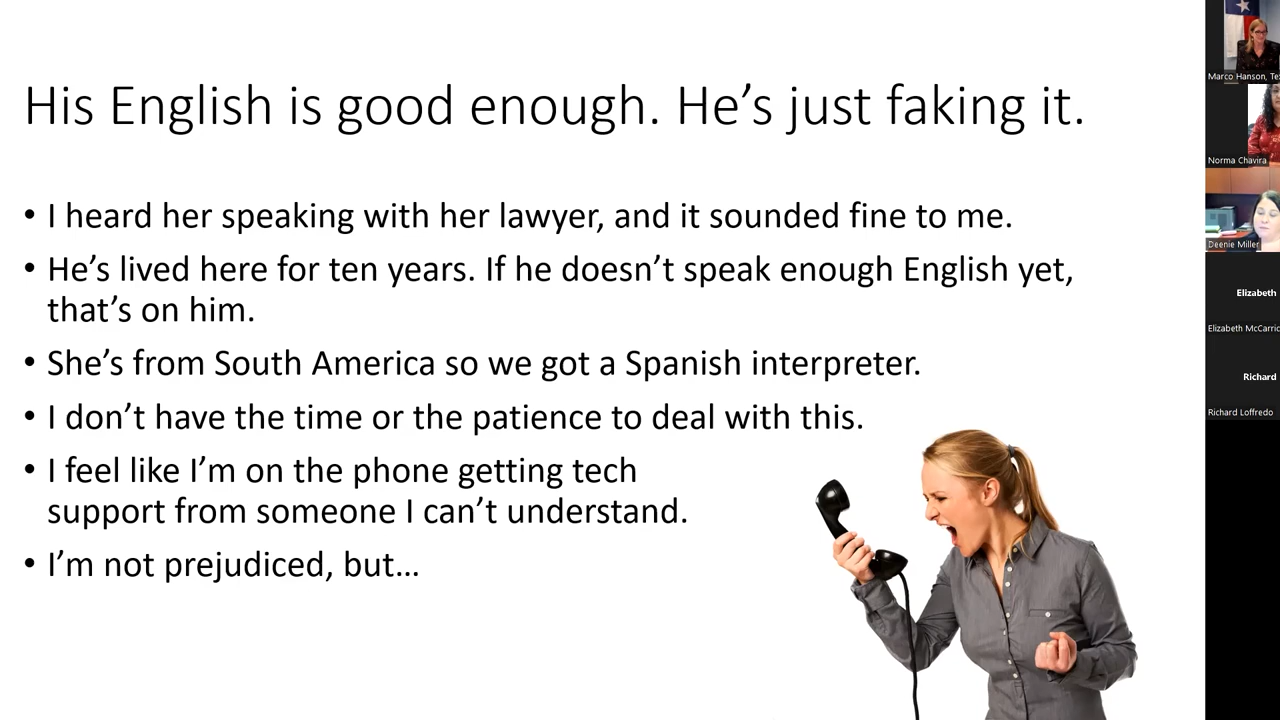 His English is good enough. He’s just faking it.
• I heard her speaking with her lawyer, and it sounded fine to me.
• He’s lived here for ten years. If he doesn’t speak enough English yet,
that’s on him.
• She’s from South America so we got a Spanish interpreter.
• I don’t have the time or the patience to deal with this.
• I feel like I’m on the phone getting tech
support from someone I can’t understand.
• I’m not prejudiced, but…
Marco Hanson, Te
Norma Chavira
Deenie Miller
Elizabeth
Elizabeth McCarric
Richard
Richard Loffredo